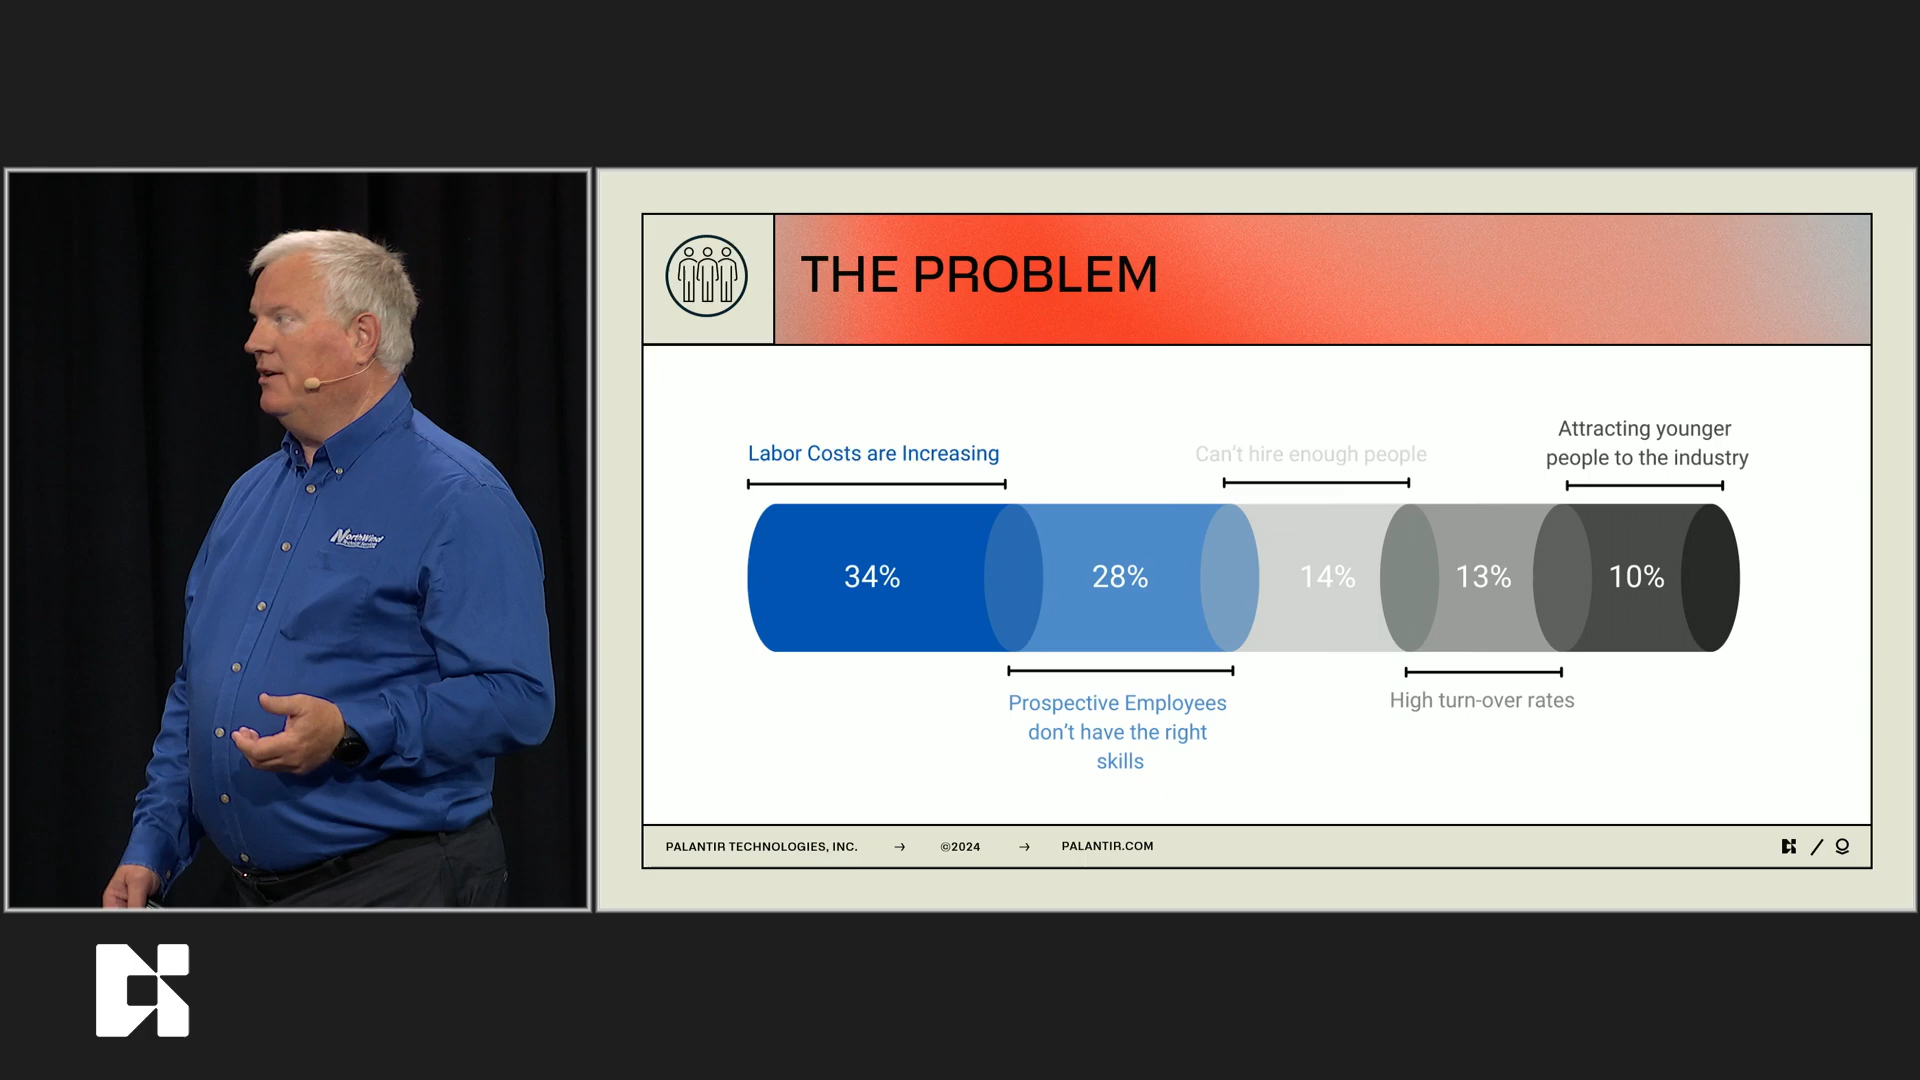 THE PROBLEM
Labor Costs are Increasing
Can't hire enough people
Attracting younger
people to the industry
34%
28%
14%
13%
10%
Prospective Employees
don't have the right
skills
High turn-over rates
NorthWind
PALANTIR TECHNOLOGIES, INC. → ©2024 → PALANTIR.COM